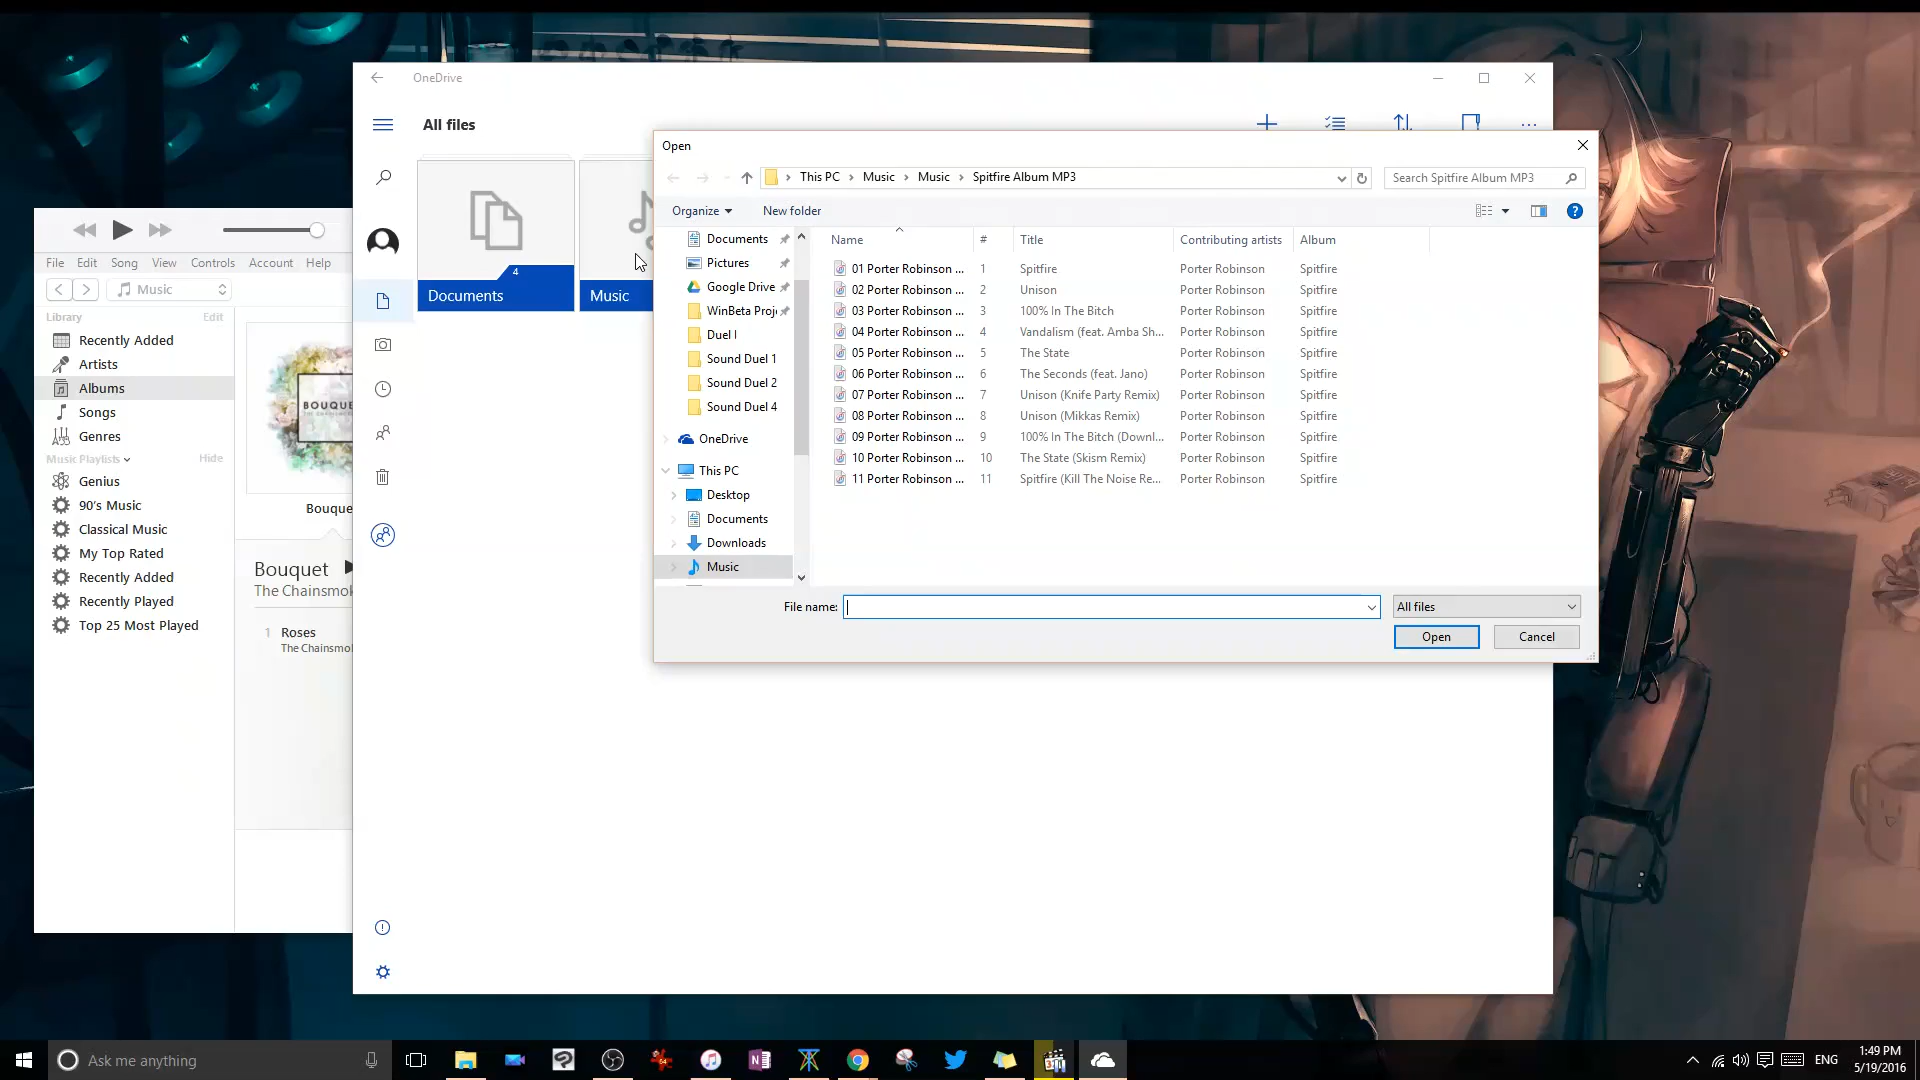 OneDrive
All files
Documents
4
Music
File Edit Song View Controls Account Help
Music
Library Edit
Recently Added
Artists
Albums
Songs
Genres
Music Playlists Hide
Genius
90's Music
Classical Music
My Top Rated
Recently Added
Recently Played
Top 25 Most Played
BOUQUE
Bouque
Bouquet
The Chainsmok
1 Roses
The Chainsmol
Open
This PC > Music > Music > Spitfire Album MP3
Search Spitfire Album MP3
Organize New folder
Documents
Pictures
Google Drive
WinBeta Proj
Duel I
Sound Duel 1
Sound Duel 2
Sound Duel 4
OneDrive
This PC
Desktop
Documents
Downloads
Music
Name # Title Contributing artists Album
01 Porter Robinson ... 1 Spitfire Porter Robinson Spitfire
02 Porter Robinson ... 2 Unison Porter Robinson Spitfire
03 Porter Robinson ... 3 100% In The Bitch Porter Robinson Spitfire
04 Porter Robinson ... 4 Vandalism (feat. Amba Sh... Porter Robinson Spitfire
05 Porter Robinson ... 5 The State Porter Robinson Spitfire
06 Porter Robinson ... 6 The Seconds (feat. Jano) Porter Robinson Spitfire
07 Porter Robinson ... 7 Unison (Knife Party Remix) Porter Robinson Spitfire
08 Porter Robinson ... 8 Unison (Mikkas Remix) Porter Robinson Spitfire
09 Porter Robinson ... 9 100% In The Bitch (Downl... Porter Robinson Spitfire
10 Porter Robinson ... 10 The State (Skism Remix) Porter Robinson Spitfire
11 Porter Robinson ... 11 Spitfire (Kill The Noise Re... Porter Robinson Spitfire
File name:
All files
Open Cancel
Ask me anything
ENG
1:49 PM
5/19/2016